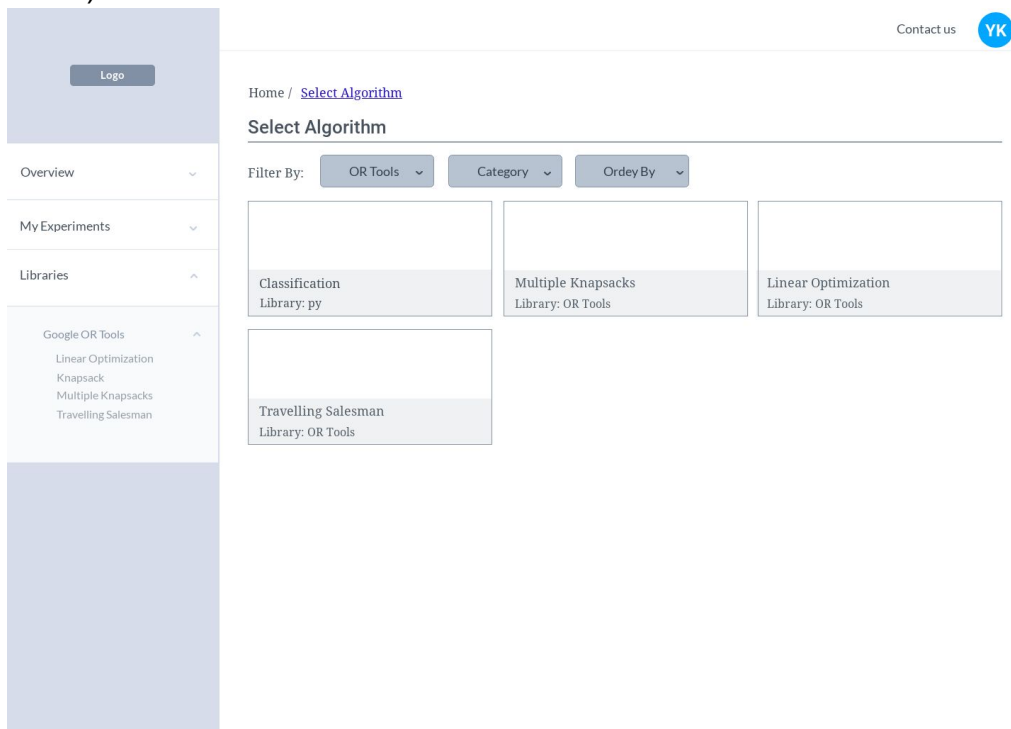 Contact us
YK
Logo
Home / Select Algorithm
Select Algorithm
Filter By: OR Tools Category Ordey By
Overview
My Experiments
Libraries
Google OR Tools
Linear Optimization
Knapsack
Multiple Knapsacks
Travelling Salesman
Classification
Library: py
Multiple Knapsacks
Library: OR Tools
Linear Optimization
Library: OR Tools
Travelling Salesman
Library: OR Tools